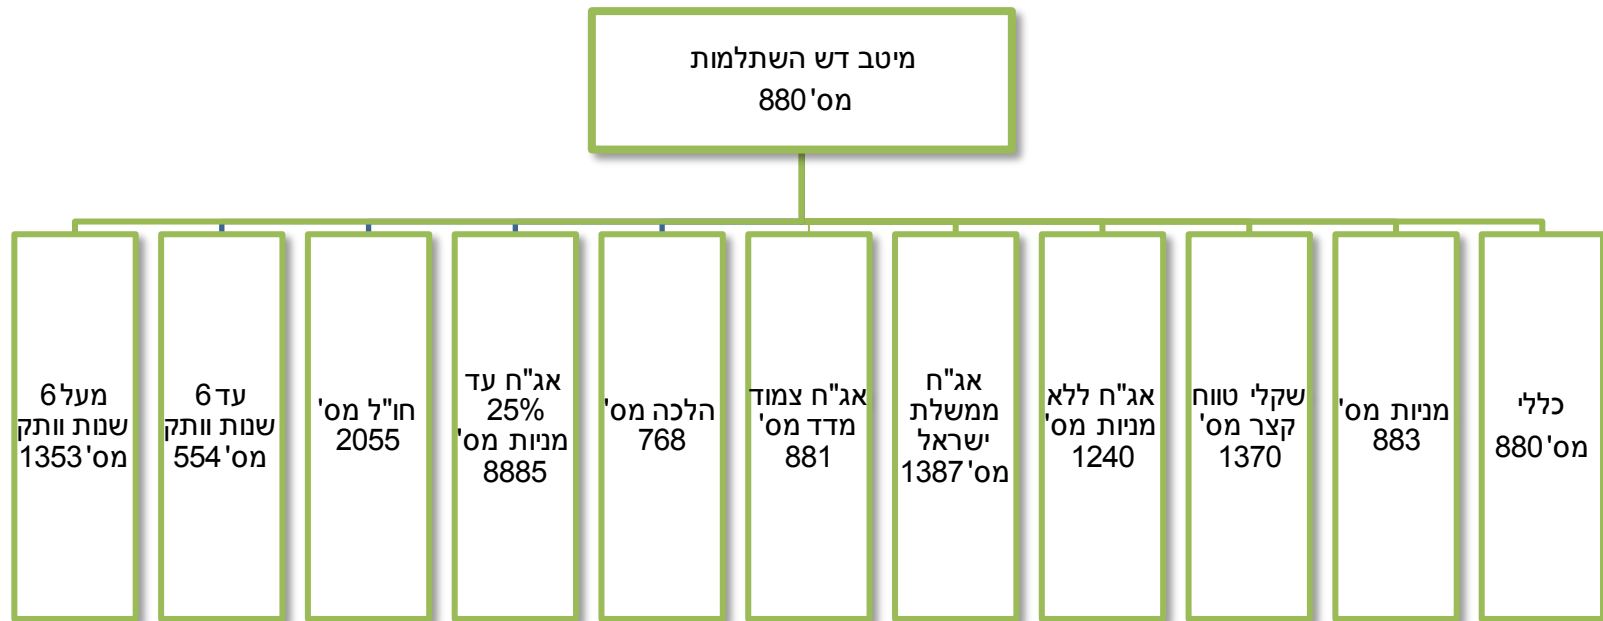 מיטב דש השתלמות
מס' 880
כללי
מס' 880
מניות מס'
883
שקלי טווח
קצר מס'
1370
אג"ח ללא
מניות מס'
1240
אג"ח
ממשלת
ישראל
מס' 1387
אג"ח צמוד
מדד מס'
881
הלכה מס'
768
אג"ח עד
25%
מניות מס'
8885
חו"ל מס'
2055
עד 6
שנות וותק
מס' 554
מעל 6
שנות וותק
מס' 1353